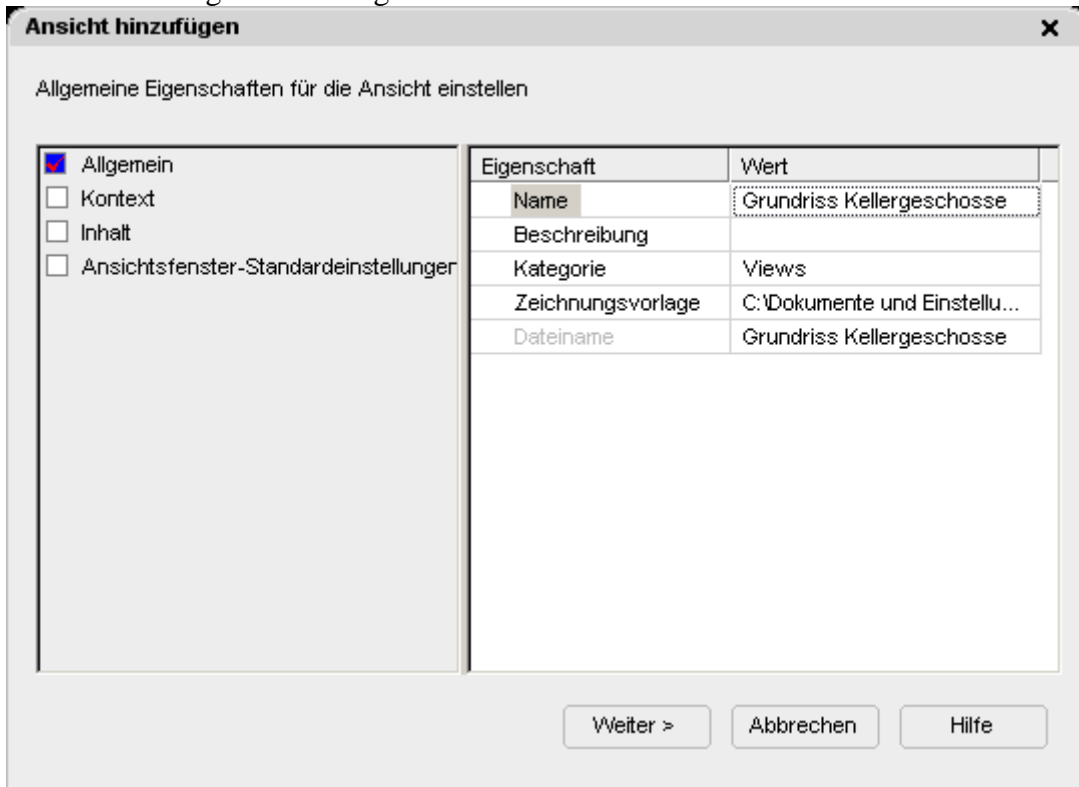 Ansicht hinzufügen
Allgemeine Eigenschaften für die Ansicht einstellen
Allgemein
Kontext
Inhalt
Ansichtsfenster-Standardeinstellunger
Eigenschaft Wert
Name Grundriss Kellergeschosse
Beschreibung
Kategorie Views
Zeichnungsvorlage C:\Dokumente und Einstellu...
Dateiname Grundriss Kellergeschosse
Weiter > Abbrechen Hilfe